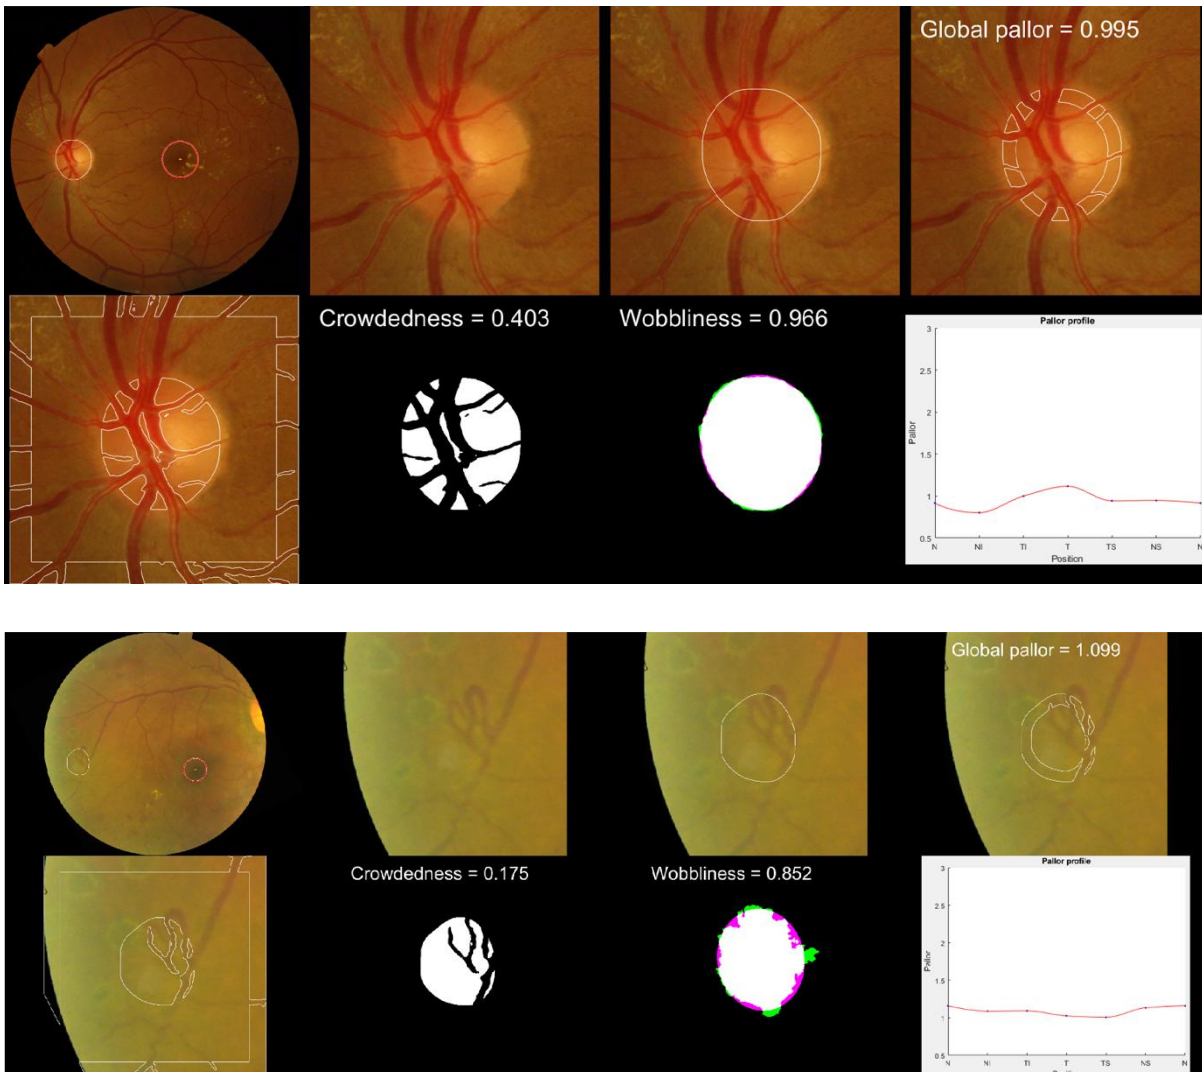 Global pallor = 0.995
Crowdedness = 0.403
Wobbliness = 0.966
Pallor profile
3
2.5
2
1.5
1
0.5
Pallor
N NI TI T TS NS N
Position
Global pallor = 1.099
Crowdedness = 0.175
Wobbliness = 0.852
Pallor profile
3
2.5
2
1.5
1
0.5
Pallor
N NI TI T TS NS N